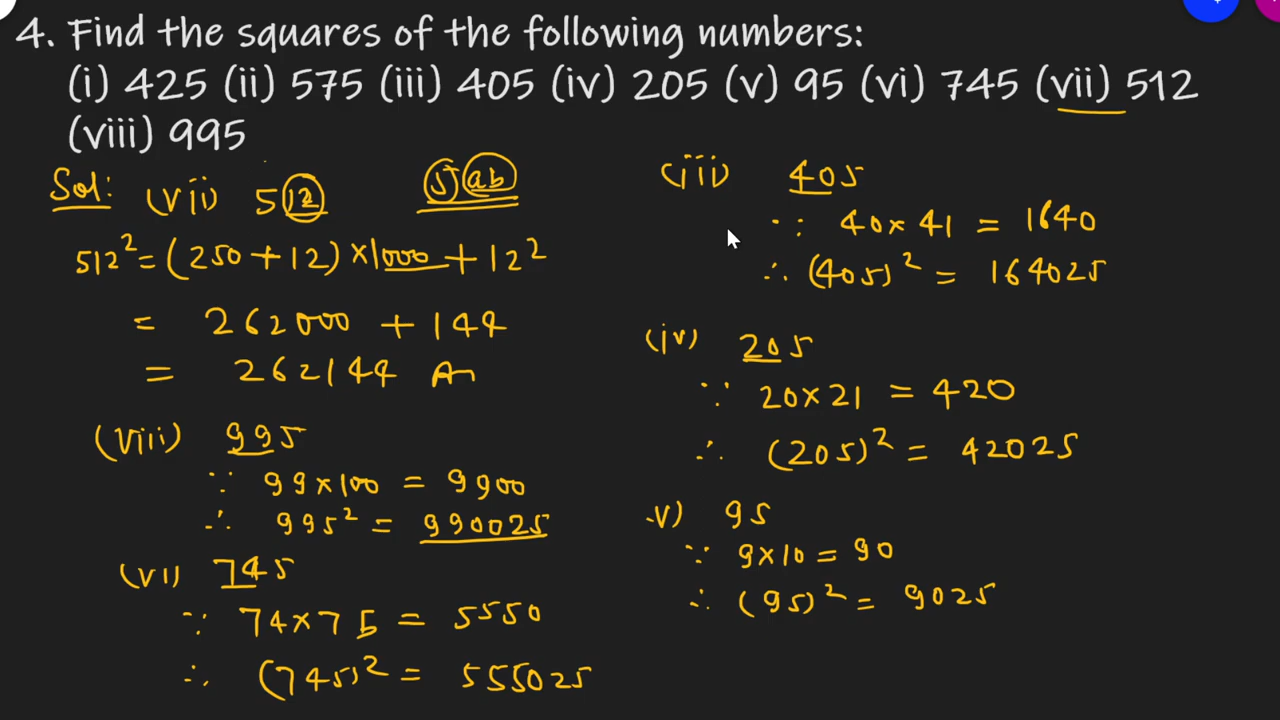 4. Find the squares of the following numbers:
(i) 425 (ii) 575 (iii) 405 (iv) 205 (v) 95 (vi) 745 (vii) 512
(viii) 995
Sol: (vii) 512
5ab
512² = (250 + 12) × 1000 + 12²
= 262000 + 144
= 262144 An
(viii) 995
∵ 99 × 100 = 9900
∴ 995² = 990025
(vi) 745
∵ 74 × 75 = 5550
∴ (745)² = 555025
(iii) 405
∵ 40 × 41 = 1640
∴ (405)² = 164025
(iv) 205
∵ 20 × 21 = 420
∴ (205)² = 42025
v) 95
∵ 9 × 10 = 90
∴ (95)² = 9025